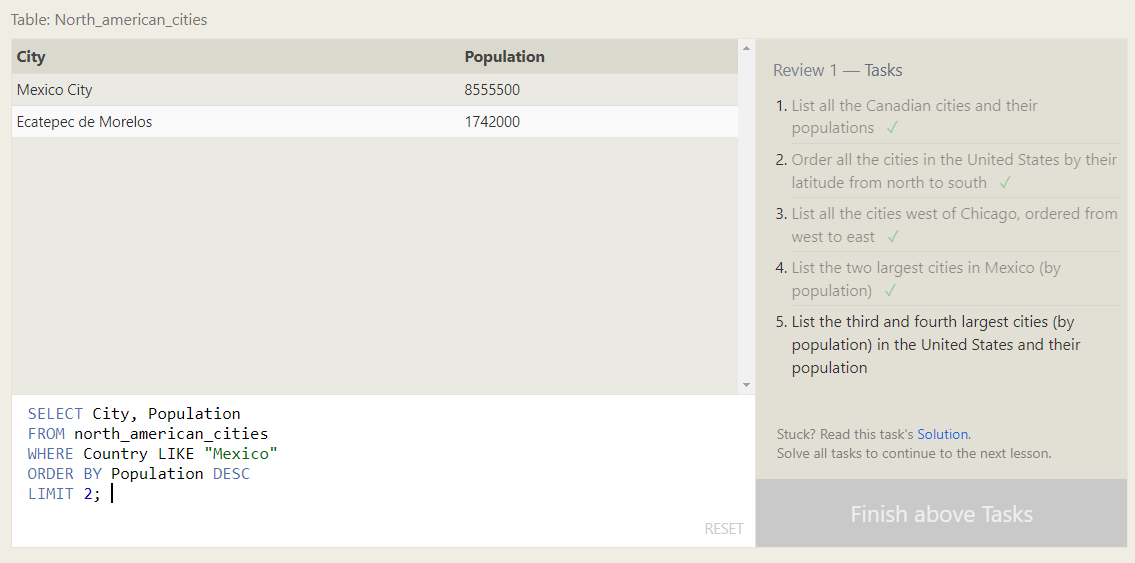 Table: North_american_cities
City Population
Mexico City 8555500
Ecatepec de Morelos 1742000
SELECT City, Population
FROM north_american_cities
WHERE Country LIKE "Mexico"
ORDER BY Population DESC
LIMIT 2;
RESET
Review 1 — Tasks
1. List all the Canadian cities and their
populations ✓
2. Order all the cities in the United States by their
latitude from north to south ✓
3. List all the cities west of Chicago, ordered from
west to east ✓
4. List the two largest cities in Mexico (by
population) ✓
5. List the third and fourth largest cities (by
population) in the United States and their
population
Stuck? Read this task's Solution.
Solve all tasks to continue to the next lesson.
Finish above Tasks